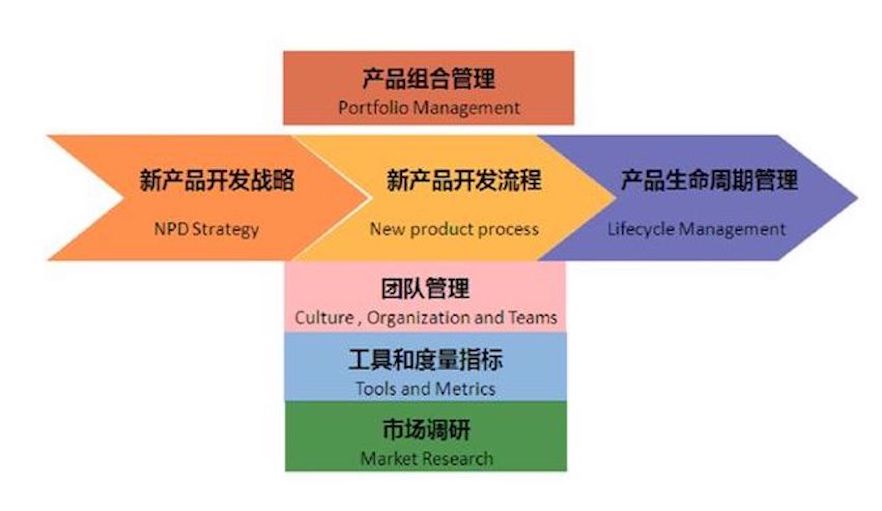 产品组合管理
Portfolio Management
新产品开发战略
NPD Strategy
新产品开发流程
New product process
产品生命周期管理
Lifecycle Management
团队管理
Culture , Organization and Teams
工具和度量指标
Tools and Metrics
市场调研
Market Research